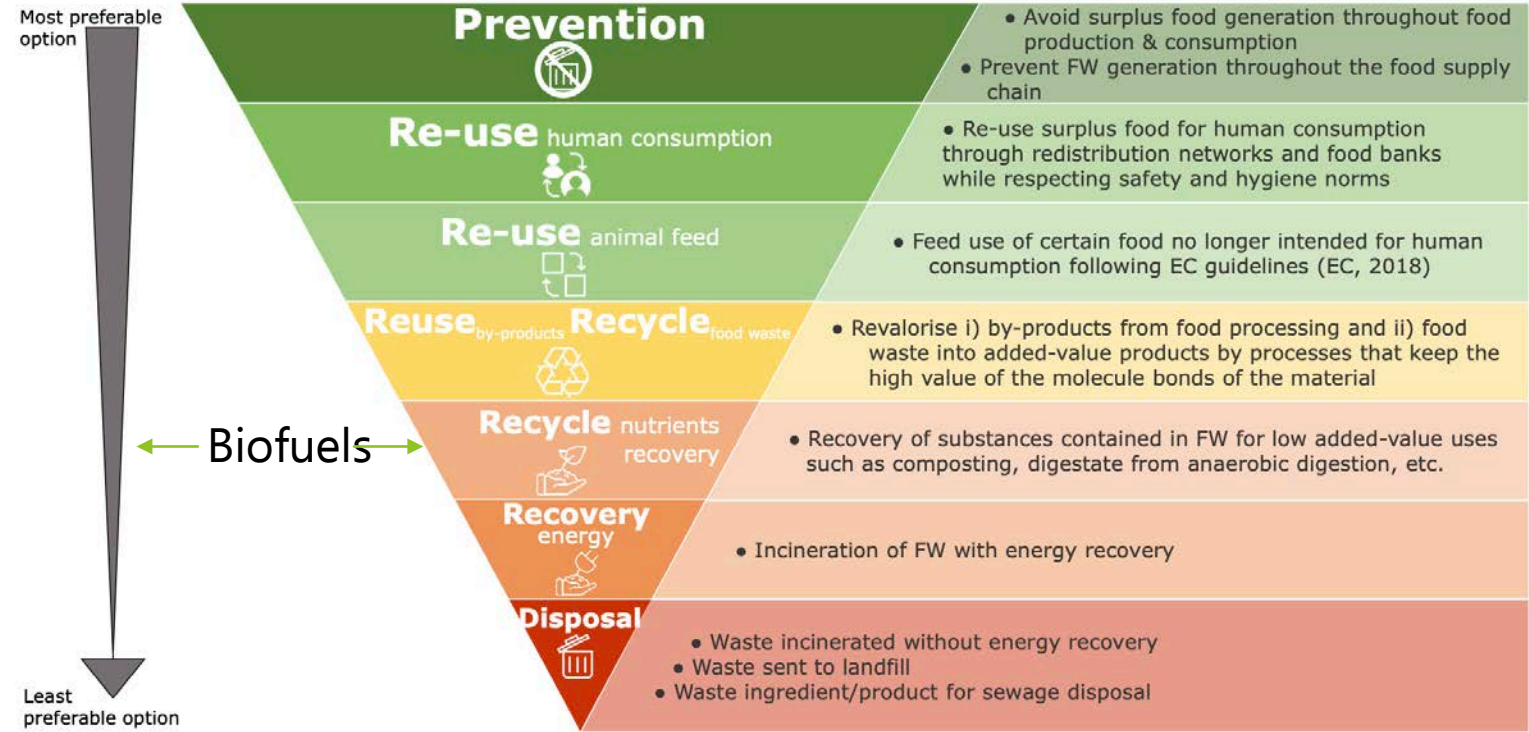 Most preferable
option
Prevention
● Avoid surplus food generation throughout food
production & consumption
● Prevent FW generation throughout the food supply
chain
Re-use human consumption
● Re-use surplus food for human consumption
through redistribution networks and food banks
while respecting safety and hygiene norms
Re-use animal feed
● Feed use of certain food no longer intended for human
consumption following EC guidelines (EC, 2018)
Reuse by-products Recycle food waste
● Revalorise i) by-products from food processing and ii) food
waste into added-value products by processes that keep the
high value of the molecule bonds of the material
Biofuels
Recycle nutrients
recovery
● Recovery of substances contained in FW for low added-value uses
such as composting, digestate from anaerobic digestion, etc.
Recovery
energy
● Incineration of FW with energy recovery
Disposal
● Waste incinerated without energy recovery
● Waste sent to landfill
● Waste ingredient/product for sewage disposal
Least
preferable option